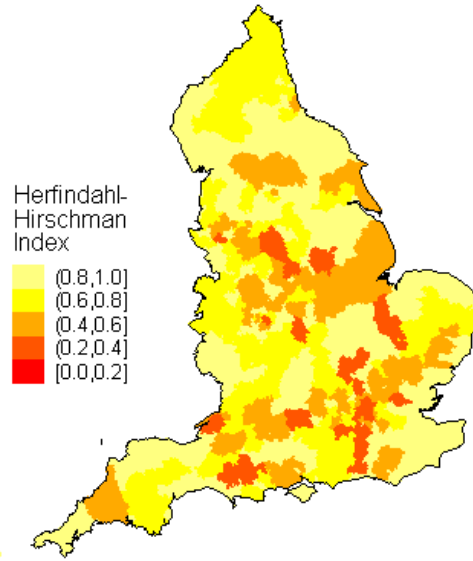 Herfindahl-
Hirschman
Index
(0.8,1.0]
(0.6,0.8]
(0.4,0.6]
(0.2,0.4]
[0.0,0.2]